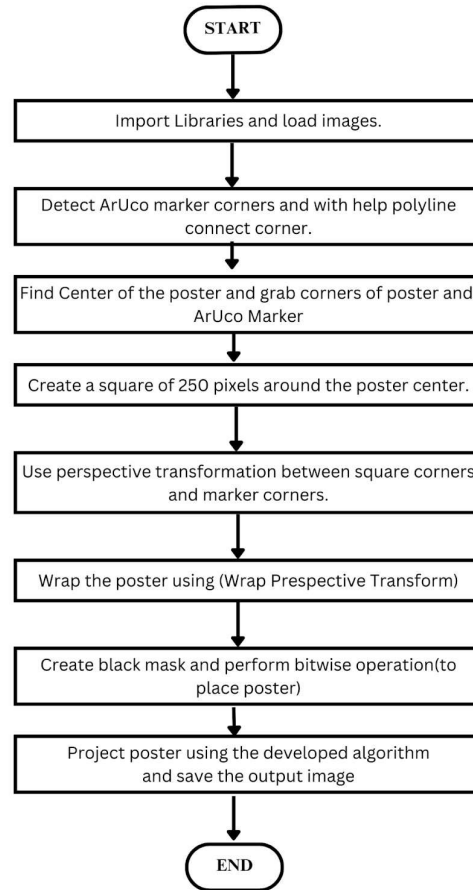 START
Import Libraries and load images.
Detect ArUco marker corners and with help polyline
connect corner.
Find Center of the poster and grab corners of poster and
ArUco Marker
Create a square of 250 pixels around the poster center.
Use perspective transformation between square corners
and marker corners.
Wrap the poster using (Wrap Prespective Transform)
Create black mask and perform bitwise operation(to
place poster)
Project poster using the developed algorithm
and save the output image
END